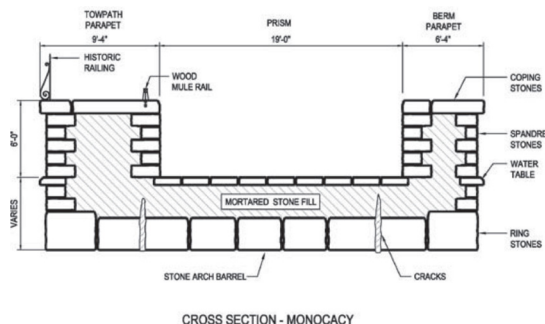 TOWPATH
PARAPET
9'-4"
PRISM
19'-0"
BERM
PARAPET
6'-4"
HISTORIC
RAILING
WOOD
MULE RAIL
COPING
STONES
6'-0"
SPANDRE
STONES
WATER
TABLE
MORTARED STONE FILL
VARIES
RING
STONES
STONE ARCH BARREL
CRACKS
CROSS SECTION - MONOCACY